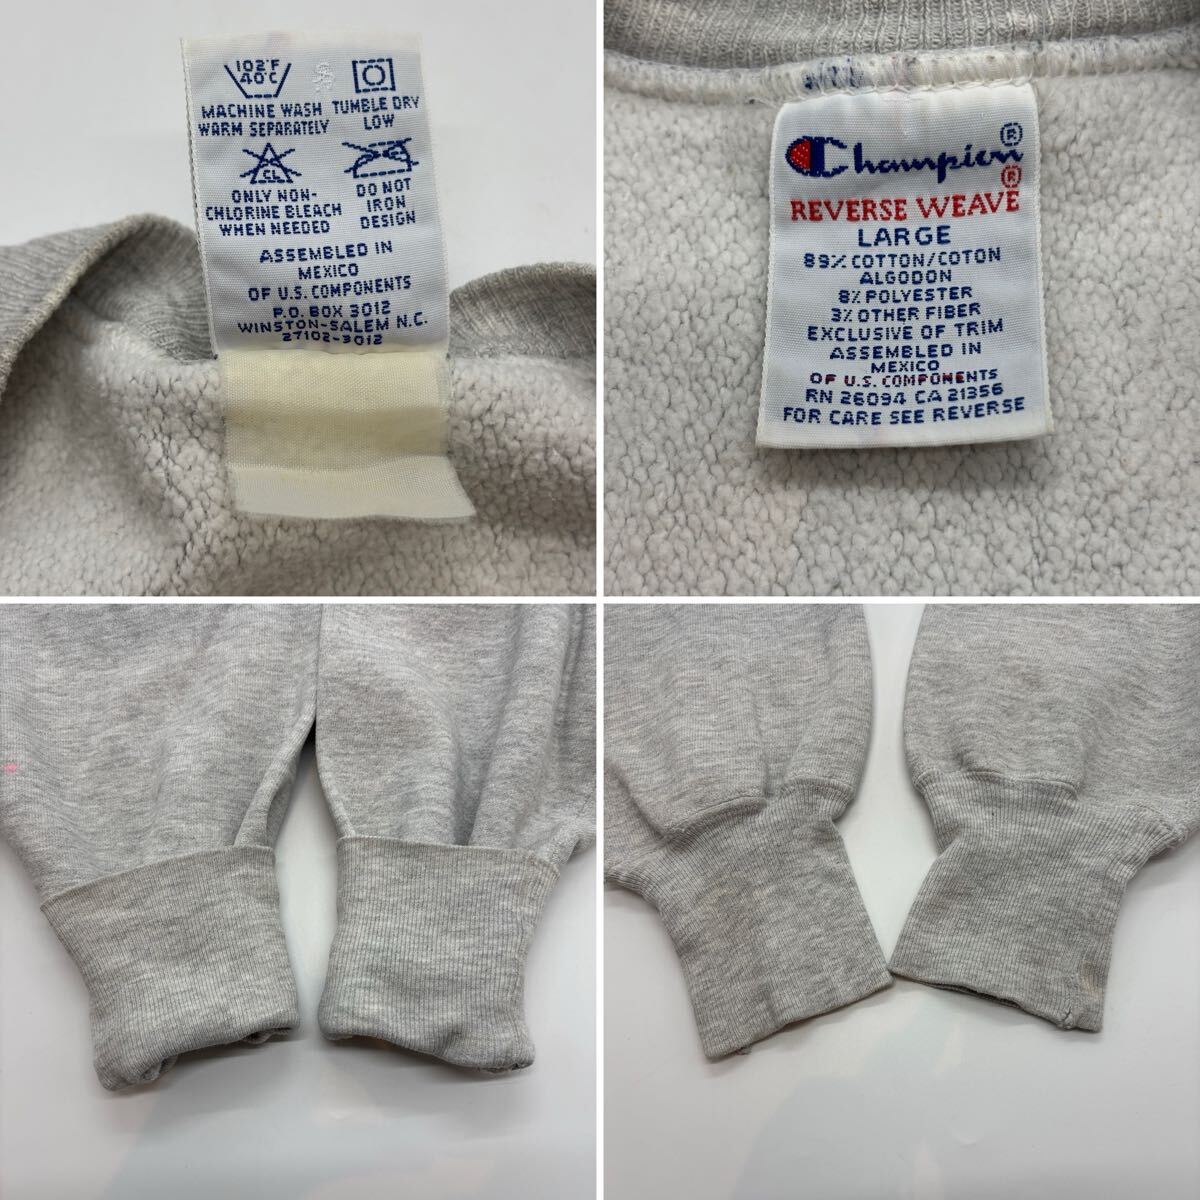 102°F
40°C
MACHINE WASH
WARM SEPARATELY
TUMBLE DRY
LOW
CL
ONLY NON-
CHLORINE BLEACH
WHEN NEEDED
DO NOT
IRON
DESIGN
ASSEMBLED IN
MEXICO
OF U.S. COMPONENTS
P.O. BOX 3012
WINSTON-SALEM N.C.
27102-3012
Champion®
REVERSE WEAVE®
LARGE
89% COTTON/COTON
ALGODON
8% POLYESTER
3% OTHER FIBER
EXCLUSIVE OF TRIM
ASSEMBLED IN
MEXICO
OF U.S. COMPONENTS
RN 26094 CA 21356
FOR CARE SEE REVERSE